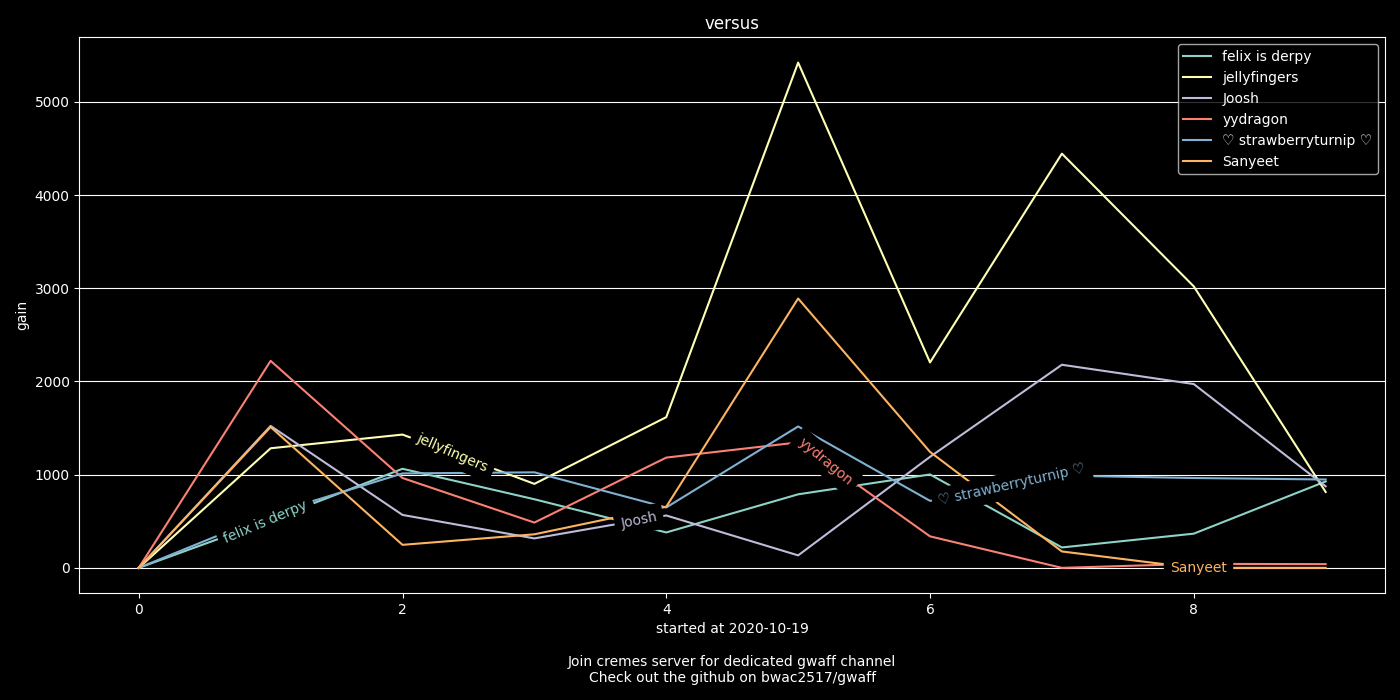 versus
felix is derpy
jellyfingers
Joosh
yydragon
♡ strawberryturnip ♡
Sanyeet
5000
4000
3000
2000
1000
0
gain
jellyfingers
yydragon
♡ strawberryturnip ♡
felix is derpy
Joosh
Sanyeet
0 2 4 6 8
started at 2020-10-19
Join cremes server for dedicated gwaff channel
Check out the github on bwac2517/gwaff